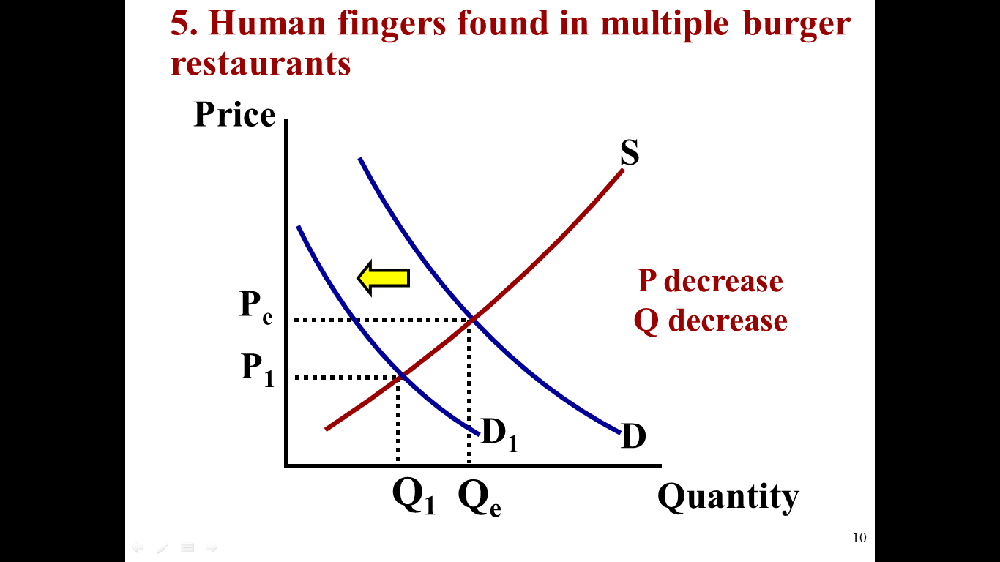 5. Human fingers found in multiple burger
restaurants
Price
S
P decrease
Q decrease
Pe
P1
D1
D
Q1 Qe
Quantity
10